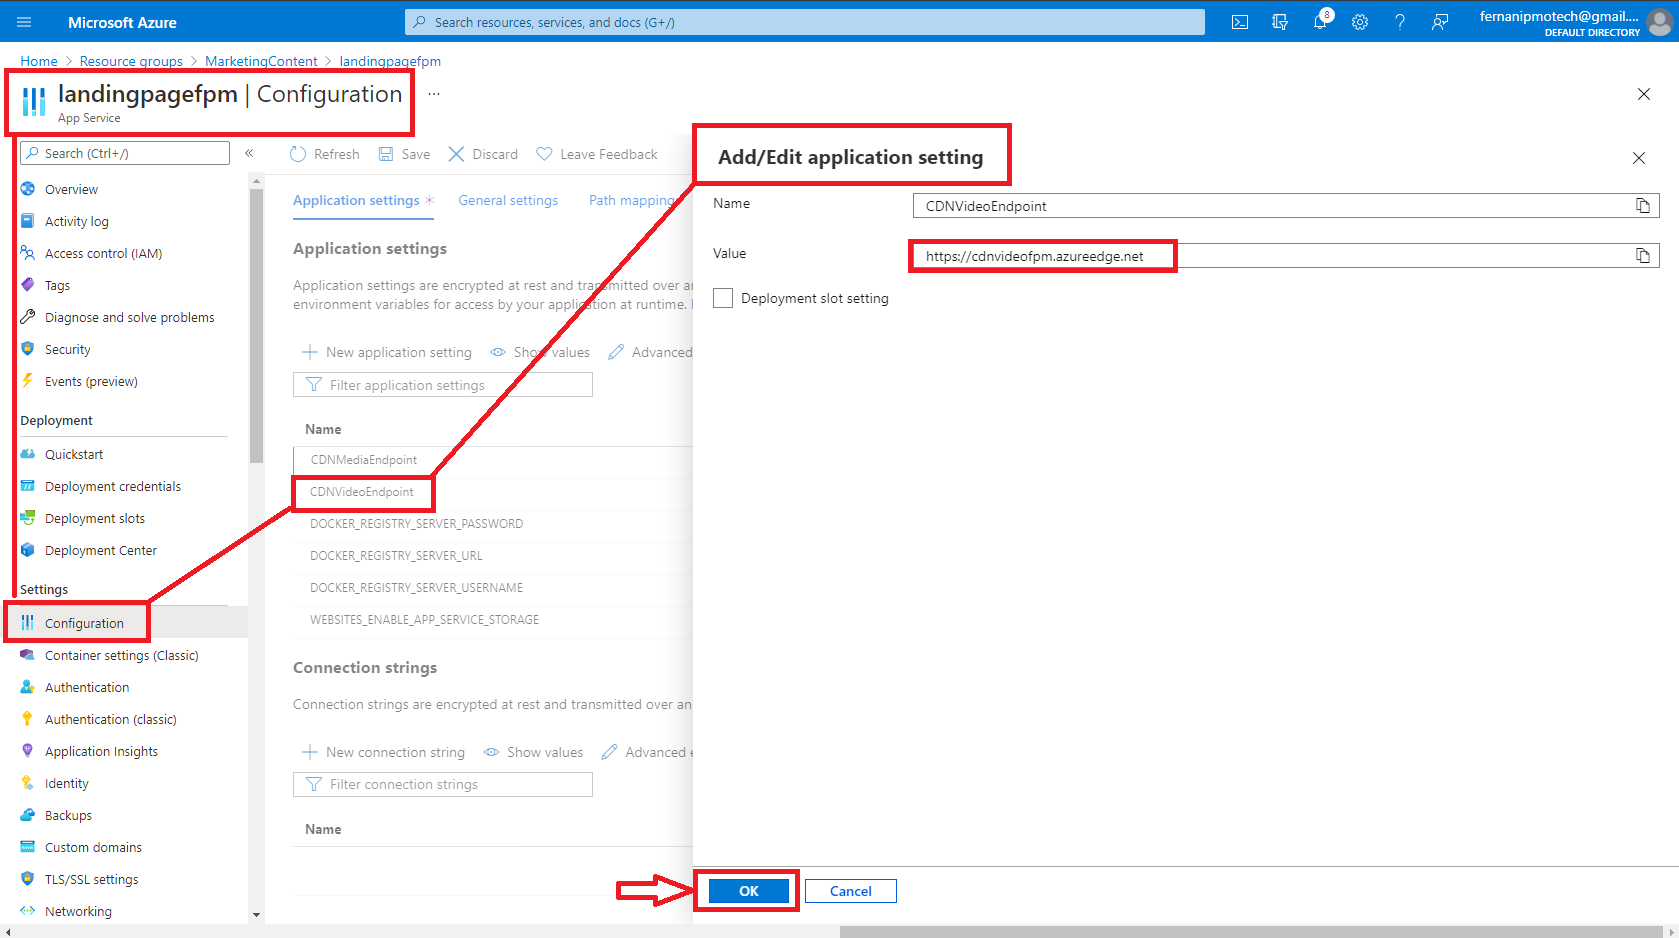 Microsoft Azure
Search resources, services, and docs (G+/)
8
fernanipmotech@gmail....
DEFAULT DIRECTORY
Home > Resource groups > MarketingContent > landingpagefpm
landingpagefpm | Configuration
...
App Service
Search (Ctrl+/)
«
Overview
Activity log
Access control (IAM)
Tags
Diagnose and solve problems
Security
Events (preview)
Deployment
Quickstart
Deployment credentials
Deployment slots
Deployment Center
Settings
Configuration
Container settings (Classic)
Authentication
Authentication (classic)
Application Insights
Identity
Backups
Custom domains
TLS/SSL settings
Networking
Refresh
Save
Discard
Leave Feedback
Application settings *
General settings
Path mapping
Application settings
Application settings are encrypted at rest and transmitted over an
environment variables for access by your application at runtime.
New application setting
Show values
Advanced
Filter application settings
Name
CDNMediaEndpoint
CDNVideoEndpoint
DOCKER_REGISTRY_SERVER_PASSWORD
DOCKER_REGISTRY_SERVER_URL
DOCKER_REGISTRY_SERVER_USERNAME
WEBSITES_ENABLE_APP_SERVICE_STORAGE
Connection strings
Connection strings are encrypted at rest and transmitted over an
New connection string
Show values
Advanced e
Filter connection strings
Name
Add/Edit application setting
Name
CDNVideoEndpoint
Value
https://cdnvideofpm.azureedge.net
Deployment slot setting
OK
Cancel